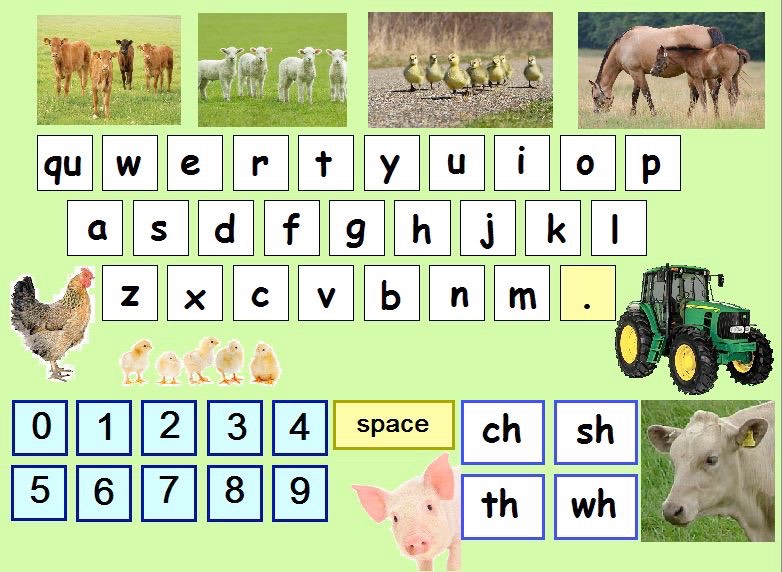 qu w e r t y u i o p
a s d f g h j k l
z x c v b n m .
0 1 2 3 4 space ch sh
5 6 7 8 9 th wh